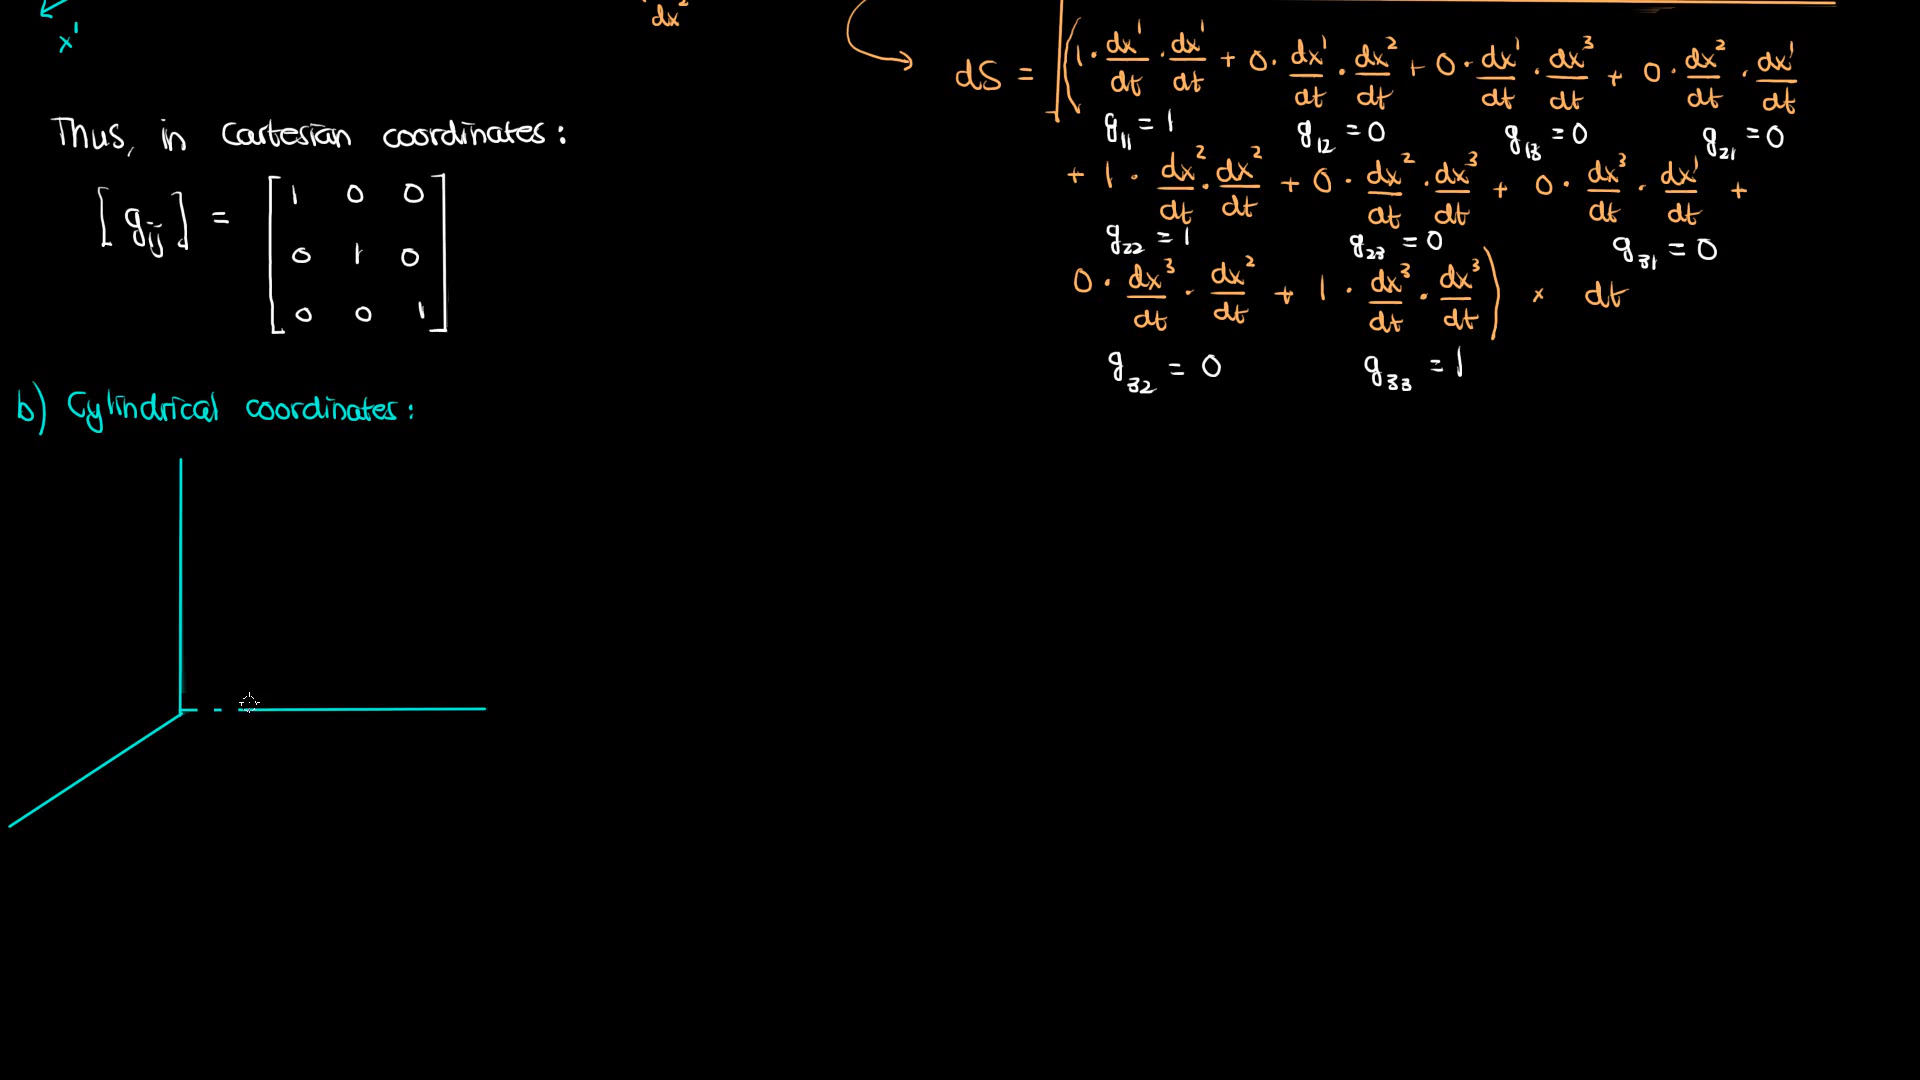 x¹
dx²
dS = √(1 · dx¹/dt · dx¹/dt + 0 · dx¹/dt · dx²/dt + 0 · dx¹/dt · dx³/dt + 0 · dx²/dt · dx¹/dt
g₁₁ = 1 g₁₂ = 0 g₁₃ = 0 g₂₁ = 0
+ 1 · dx²/dt · dx²/dt + 0 · dx²/dt · dx³/dt + 0 · dx³/dt · dx¹/dt +
g₂₂ = 1 g₂₃ = 0 g₃₁ = 0
0 · dx³/dt · dx²/dt + 1 · dx³/dt · dx³/dt) × dt
g₃₂ = 0 g₃₃ = 1
Thus, in Cartesian coordinates:
[gᵢⱼ] =
1 0 0
0 1 0
0 0 1
b) Cylindrical coordinates: